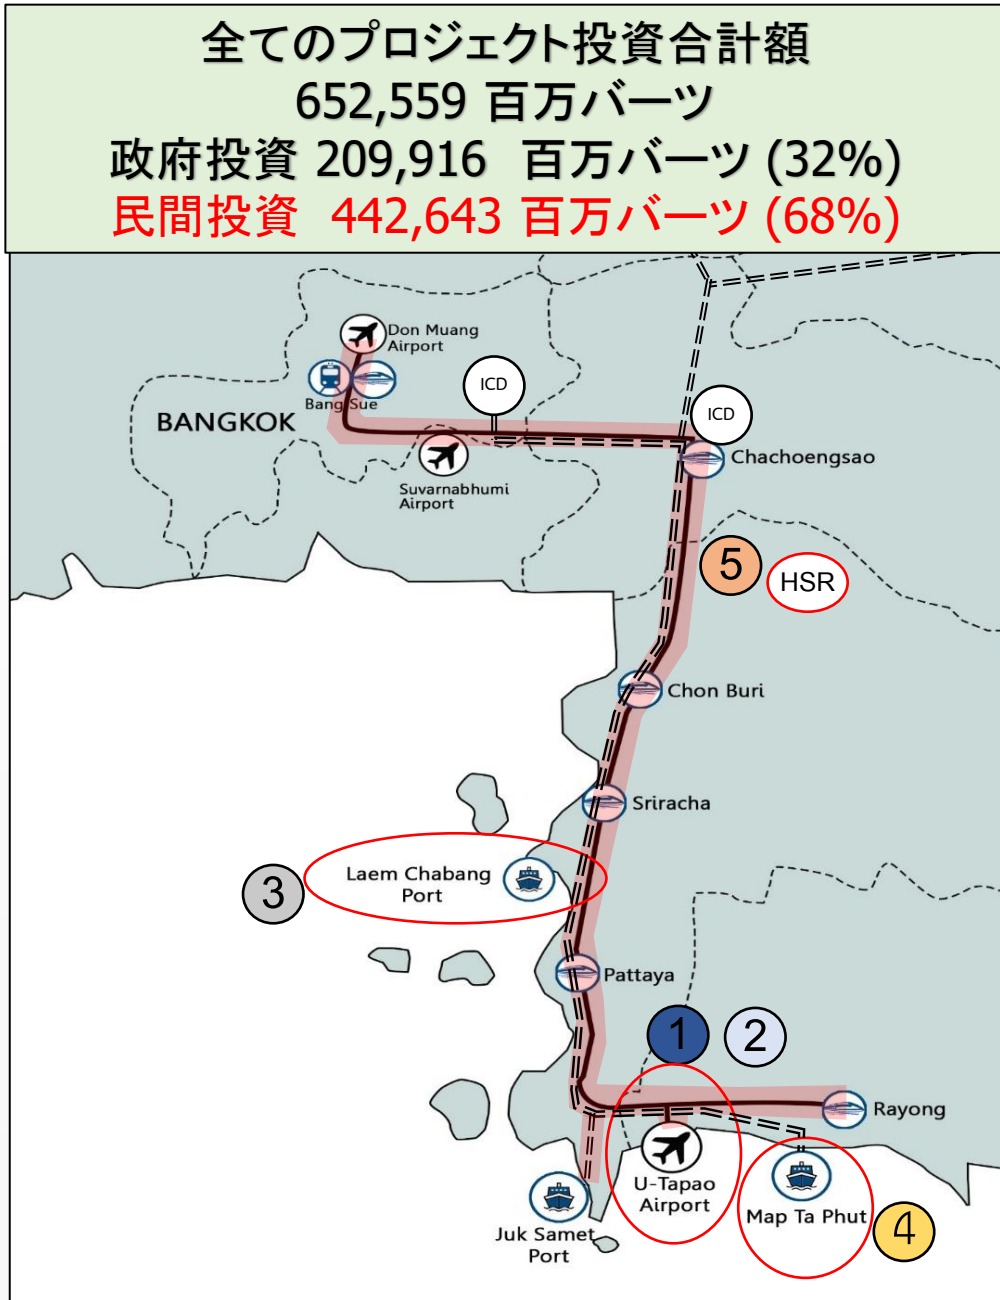 全てのプロジェクト投資合計額
652,559 百万バーツ
政府投資 209,916 百万バーツ (32%)
民間投資 442,643 百万バーツ (68%)
Don Muang
Airport
Bang Sue
ICD
ICD
BANGKOK
Chachoengsao
Suvarnabhumi
Airport
5
HSR
Chon Buri
Sriracha
Laem Chabang
Port
3
Pattaya
1
2
Rayong
U-Tapao
Airport
Map Ta Phut
4
Juk Samet
Port